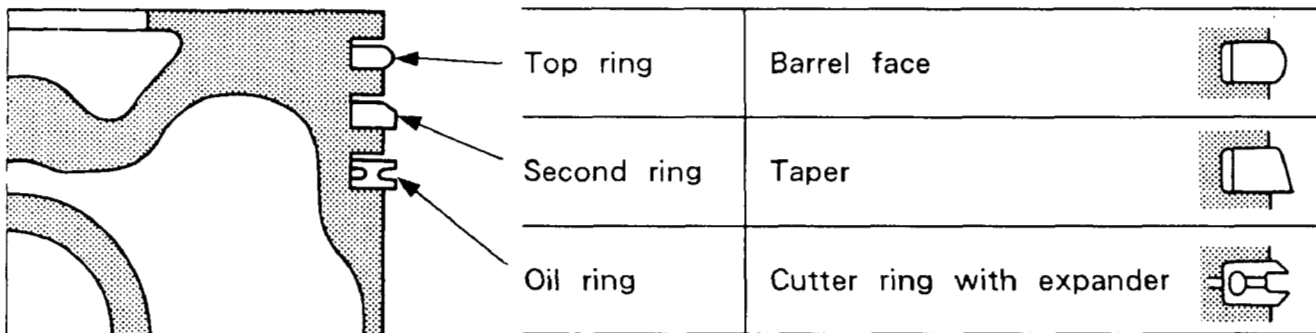 Top ring Barrel face
Second ring Taper
Oil ring Cutter ring with expander